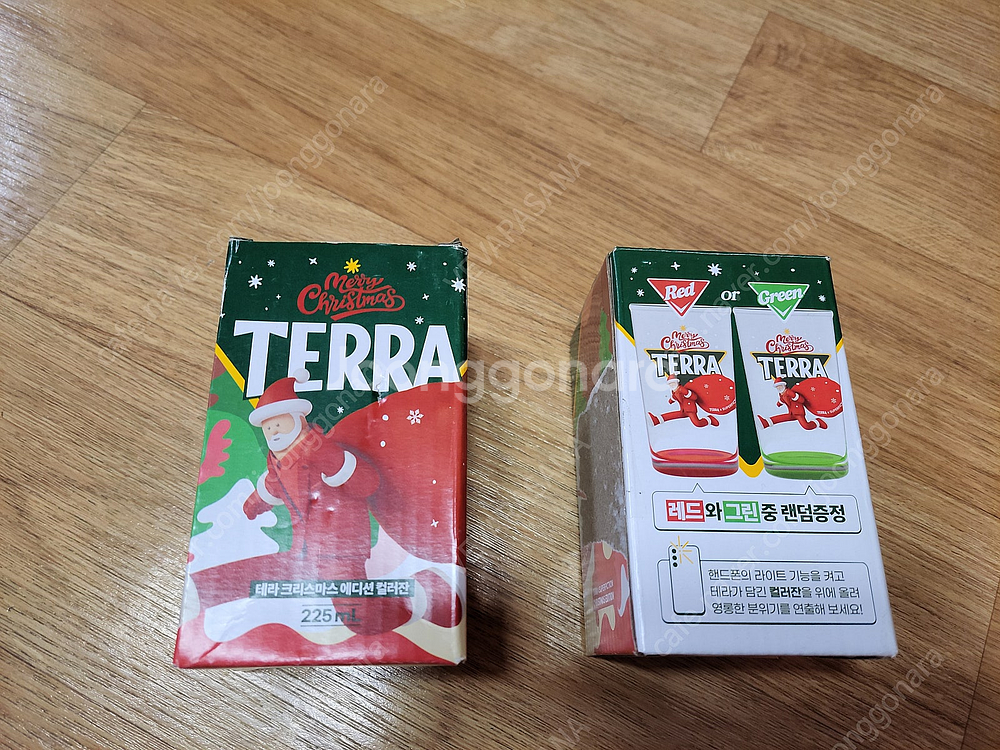 Merry
Christmas
TERRA
테라 크리스마스 에디션 컬러잔
225ml
Red or Green
Merry
Christmas
TERRA
Merry
Christmas
TERRA
레드와 그린 중 랜덤증정
핸드폰의 라이트 기능을 켜고
테라가 담긴 컬러잔을 위에 올려
영롱한 분위기를 연출해 보세요!
joonggonara